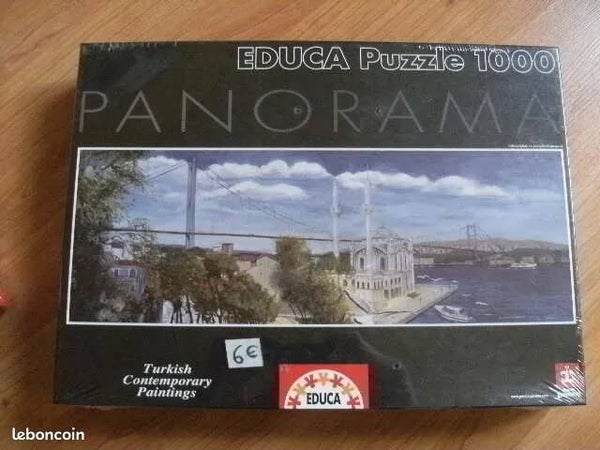 EDUCA Puzzle 1000
PANORAMA
Turkish
Contemporary
Paintings
6€
EDUCA
leboncoin